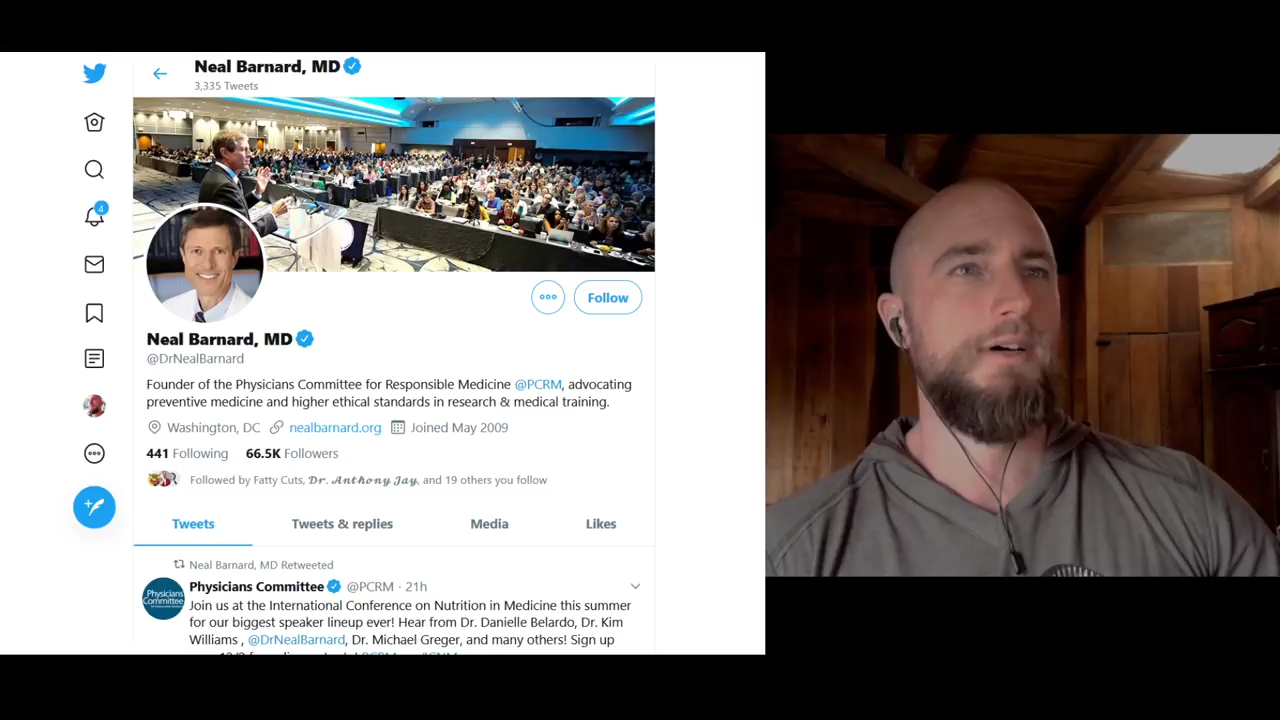 Neal Barnard, MD
3,335 Tweets
4
Follow
Neal Barnard, MD
@DrNealBarnard
Founder of the Physicians Committee for Responsible Medicine @PCRM, advocating
preventive medicine and higher ethical standards in research & medical training.
Washington, DC nealbarnard.org Joined May 2009
441 Following 66.5K Followers
Followed by Fatty Cuts, 𝓓𝓻. 𝓐𝓷𝓽𝓱𝓸𝓷𝔂 𝓙𝓪𝔂, and 19 others you follow
Tweets Tweets & replies Media Likes
Neal Barnard, MD Retweeted
Physicians Committee @PCRM · 21h
Physicians
Committee
Join us at the International Conference on Nutrition in Medicine this summer
for our biggest speaker lineup ever! Hear from Dr. Danielle Belardo, Dr. Kim
Williams , @DrNealBarnard, Dr. Michael Greger, and many others! Sign up